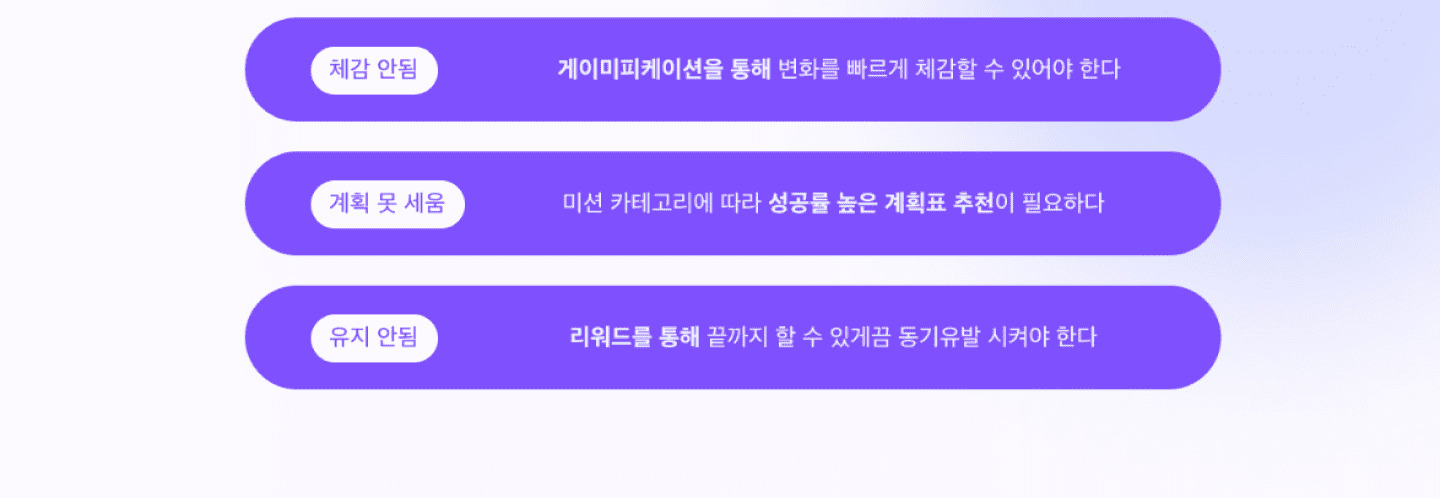 체감 안됨 게이미피케이션을 통해 변화를 빠르게 체감할 수 있어야 한다
계획 못 세움 미션 카테고리에 따라 성공률 높은 계획표 추천이 필요하다
유지 안됨 리워드를 통해 끝까지 할 수 있게끔 동기유발 시켜야 한다